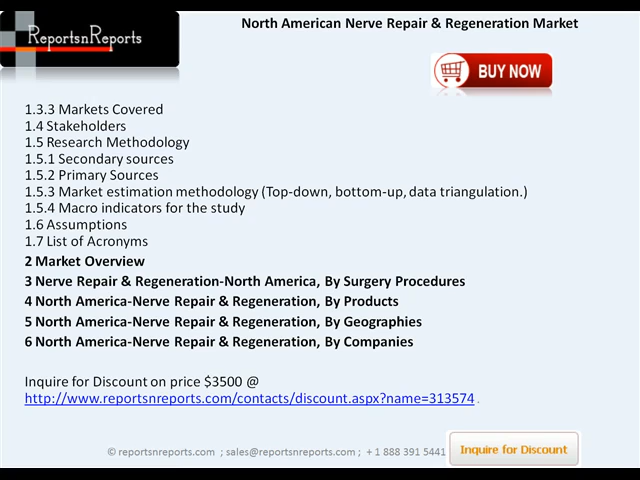 ReportsnReports
North American Nerve Repair & Regeneration Market
BUY NOW
1.3.3 Markets Covered
1.4 Stakeholders
1.5 Research Methodology
1.5.1 Secondary sources
1.5.2 Primary Sources
1.5.3 Market estimation methodology (Top-down, bottom-up, data triangulation.)
1.5.4 Macro indicators for the study
1.6 Assumptions
1.7 List of Acronyms
2 Market Overview
3 Nerve Repair & Regeneration-North America, By Surgery Procedures
4 North America-Nerve Repair & Regeneration, By Products
5 North America-Nerve Repair & Regeneration, By Geographies
6 North America-Nerve Repair & Regeneration, By Companies
Inquire for Discount on price $3500 @
http://www.reportsnreports.com/contacts/discount.aspx?name=313574 .
© reportsnreports.com ; sales@reportsnreports.com ; + 1 888 391 5441
Inquire for Discount